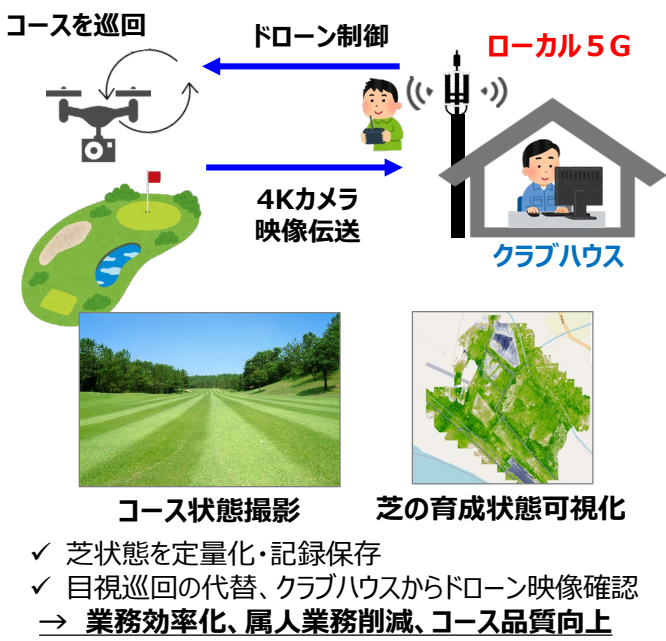 コースを巡回
ドローン制御
ローカル５G
4Kカメラ
映像伝送
クラブハウス
コース状態撮影
芝の育成状態可視化
✓ 芝状態を定量化・記録保存
✓ 目視巡回の代替、クラブハウスからドローン映像確認
→ 業務効率化、属人業務削減、コース品質向上